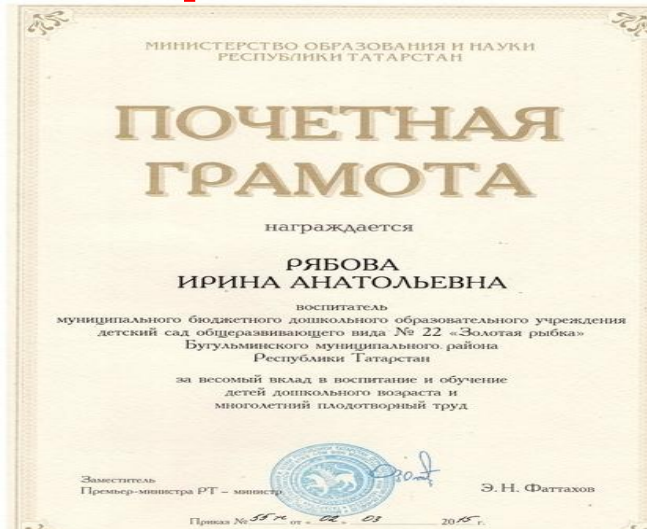 МИНИСТЕРСТВО ОБРАЗОВАНИЯ И НАУКИ
РЕСПУБЛИКИ ТАТАРСТАН
ПОЧЕТНАЯ
ГРАМОТА
награждается
РЯБОВА
ИРИНА АНАТОЛЬЕВНА
воспитатель
муниципального бюджетного дошкольного образовательного учреждения
детский сад общеразвивающего вида № 22 «Золотая рыбка»
Бугульминского муниципального района
Республики Татарстан
за весомый вклад в воспитание и обучение
детей дошкольного возраста и
многолетний плодотворный труд
Заместитель
Премьер-министра РТ – министр
Э. Н. Фаттахов
Приказ № от « 02 » 03 2015 г.